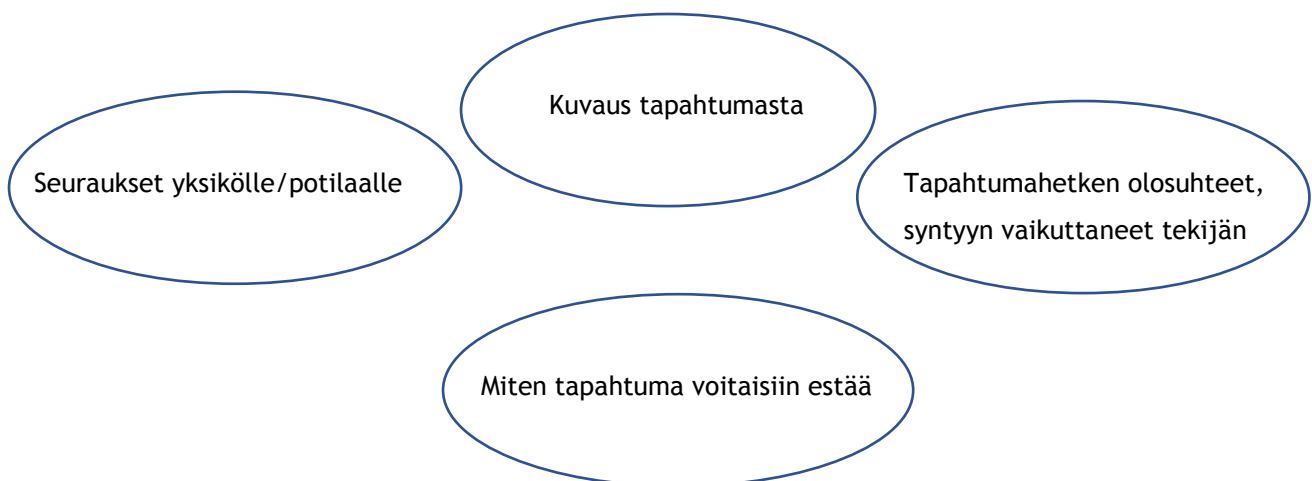 Kuvaus tapahtumasta
Seuraukset yksikölle/potilaalle
Tapahtumahetken olosuhteet,
syntyyn vaikuttaneet tekijän
Miten tapahtuma voitaisiin estää